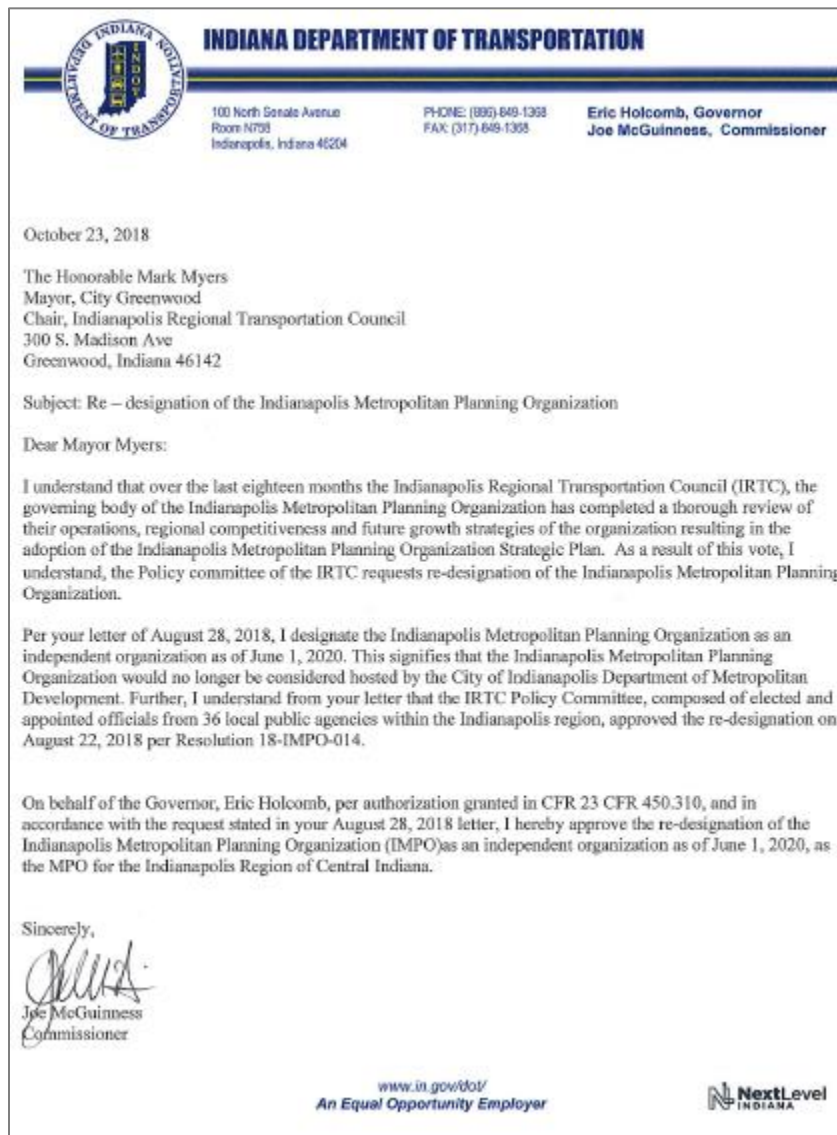 INDIANA DEPARTMENT OF TRANSPORTATION
INDIANA DEPARTMENT OF TRANSPORTATION
INDOT
100 North Senate Avenue
Room N758
Indianapolis, Indiana 46204
PHONE: (866)-849-1368
FAX: (317)-849-1368
Eric Holcomb, Governor
Joe McGuinness, Commissioner
October 23, 2018
The Honorable Mark Myers
Mayor, City Greenwood
Chair, Indianapolis Regional Transportation Council
300 S. Madison Ave
Greenwood, Indiana 46142
Subject: Re – designation of the Indianapolis Metropolitan Planning Organization
Dear Mayor Myers:
I understand that over the last eighteen months the Indianapolis Regional Transportation Council (IRTC), the
governing body of the Indianapolis Metropolitan Planning Organization has completed a thorough review of
their operations, regional competitiveness and future growth strategies of the organization resulting in the
adoption of the Indianapolis Metropolitan Planning Organization Strategic Plan. As a result of this vote, I
understand, the Policy committee of the IRTC requests re-designation of the Indianapolis Metropolitan Planning
Organization.
Per your letter of August 28, 2018, I designate the Indianapolis Metropolitan Planning Organization as an
independent organization as of June 1, 2020. This signifies that the Indianapolis Metropolitan Planning
Organization would no longer be considered hosted by the City of Indianapolis Department of Metropolitan
Development. Further, I understand from your letter that the IRTC Policy Committee, composed of elected and
appointed officials from 36 local public agencies within the Indianapolis region, approved the re-designation on
August 22, 2018 per Resolution 18-IMPO-014.
On behalf of the Governor, Eric Holcomb, per authorization granted in CFR 23 CFR 450.310, and in
accordance with the request stated in your August 28, 2018 letter, I hereby approve the re-designation of the
Indianapolis Metropolitan Planning Organization (IMPO)as an independent organization as of June 1, 2020, as
the MPO for the Indianapolis Region of Central Indiana.
Sincerely,
Joe McGuinness
Commissioner
www.in.gov/dot/
An Equal Opportunity Employer
NextLevel
INDIANA